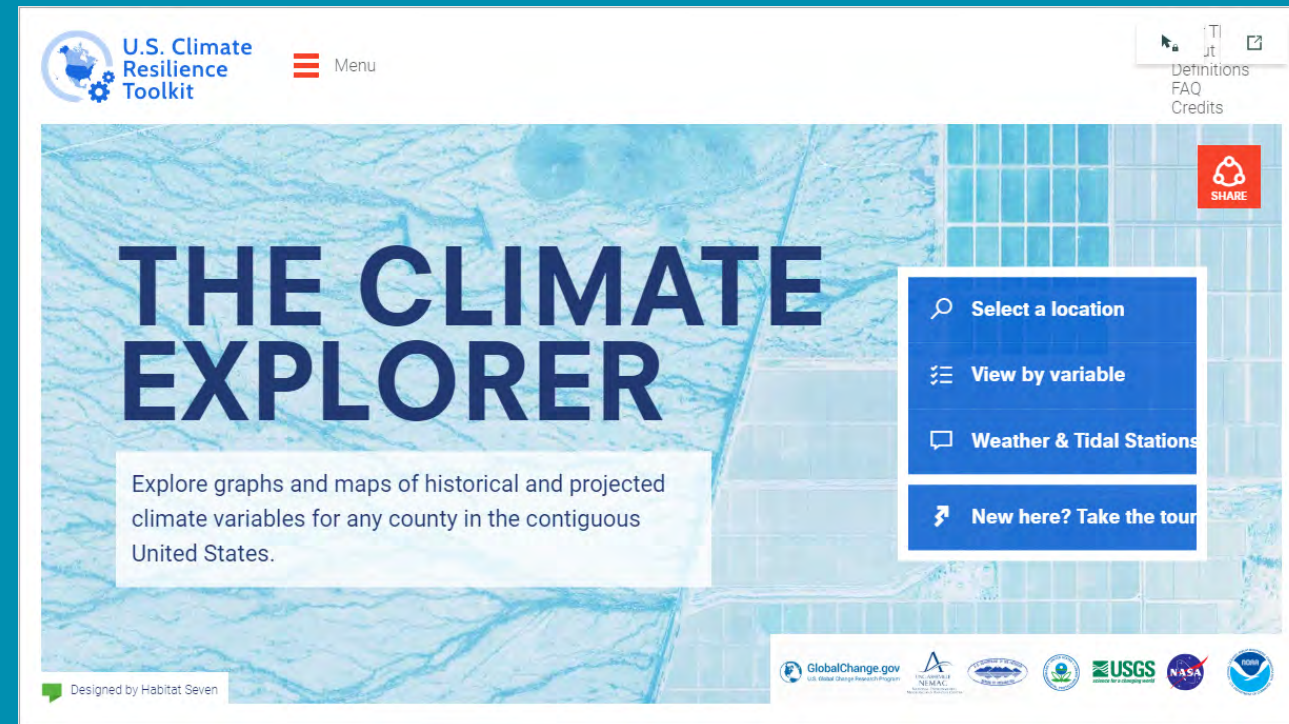 U.S. Climate
Resilience
Toolkit
Menu
Definitions
FAQ
Credits
SHARE
THE CLIMATE
EXPLORER
Explore graphs and maps of historical and projected
climate variables for any county in the contiguous
United States.
Select a location
View by variable
Weather & Tidal Stations
New here? Take the tour
Designed by Habitat Seven
GlobalChange.gov
U.S. Global Change Research Program
UNC ASHEVILLE
NEMAC
USGS
science for a changing world
NASA
NOAA